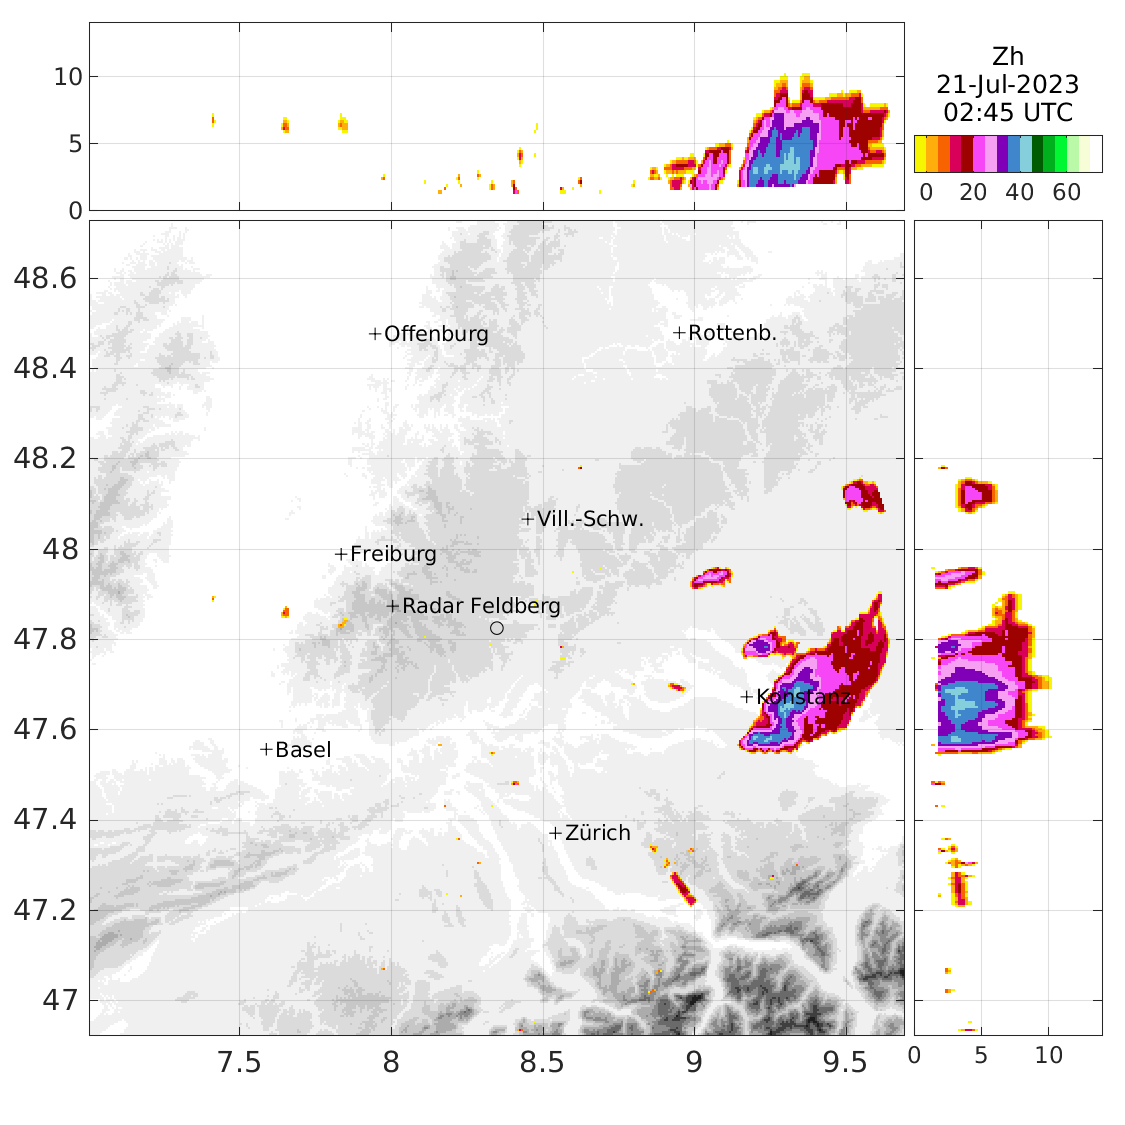 Zh
21-Jul-2023
02:45 UTC
10
5
0
0 20 40 60
48.6
48.4
48.2
48
47.8
47.6
47.4
47.2
47
+Offenburg
+Rottenb.
+Vill.-Schw.
+Freiburg
+Radar Feldberg
+Konstanz
+Basel
+Zürich
7.5 8 8.5 9 9.5
0 5 10